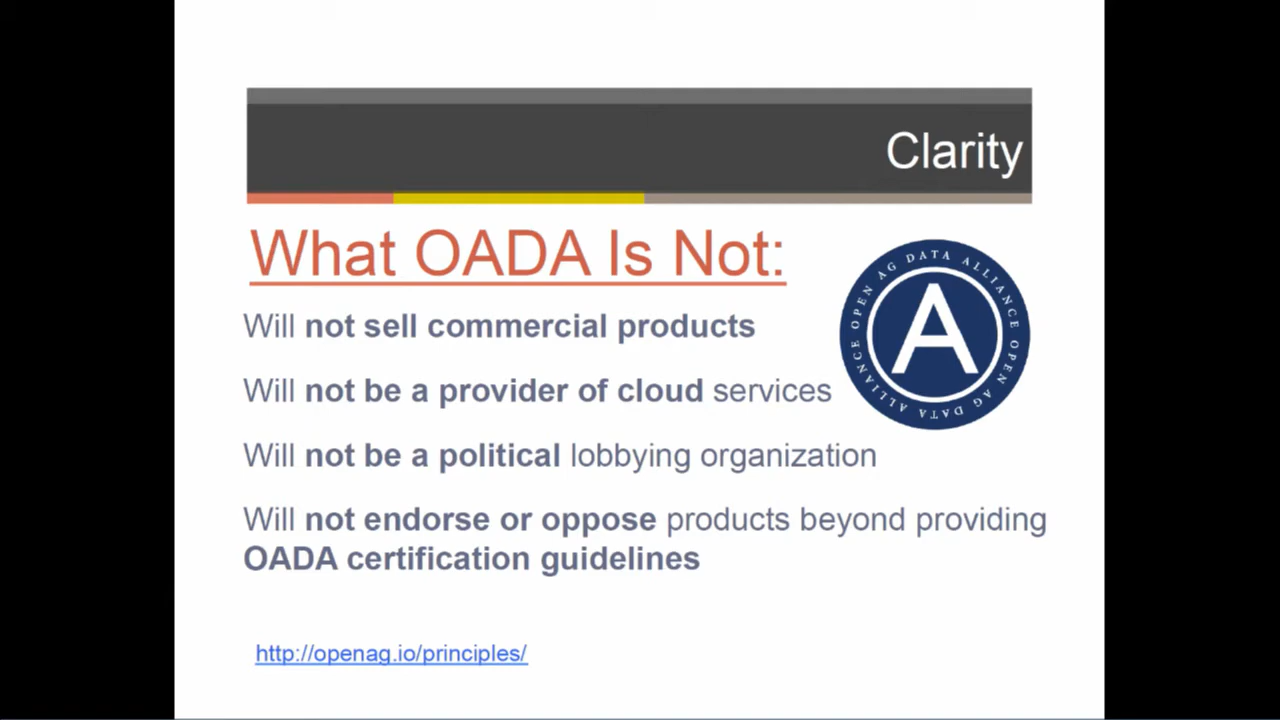 Clarity
What OADA Is Not:
Will not sell commercial products
Will not be a provider of cloud services
Will not be a political lobbying organization
Will not endorse or oppose products beyond providing
OADA certification guidelines
OPEN AG DATA ALLIANCE OPEN AG DATA ALLIANCE
A
http://openag.io/principles/